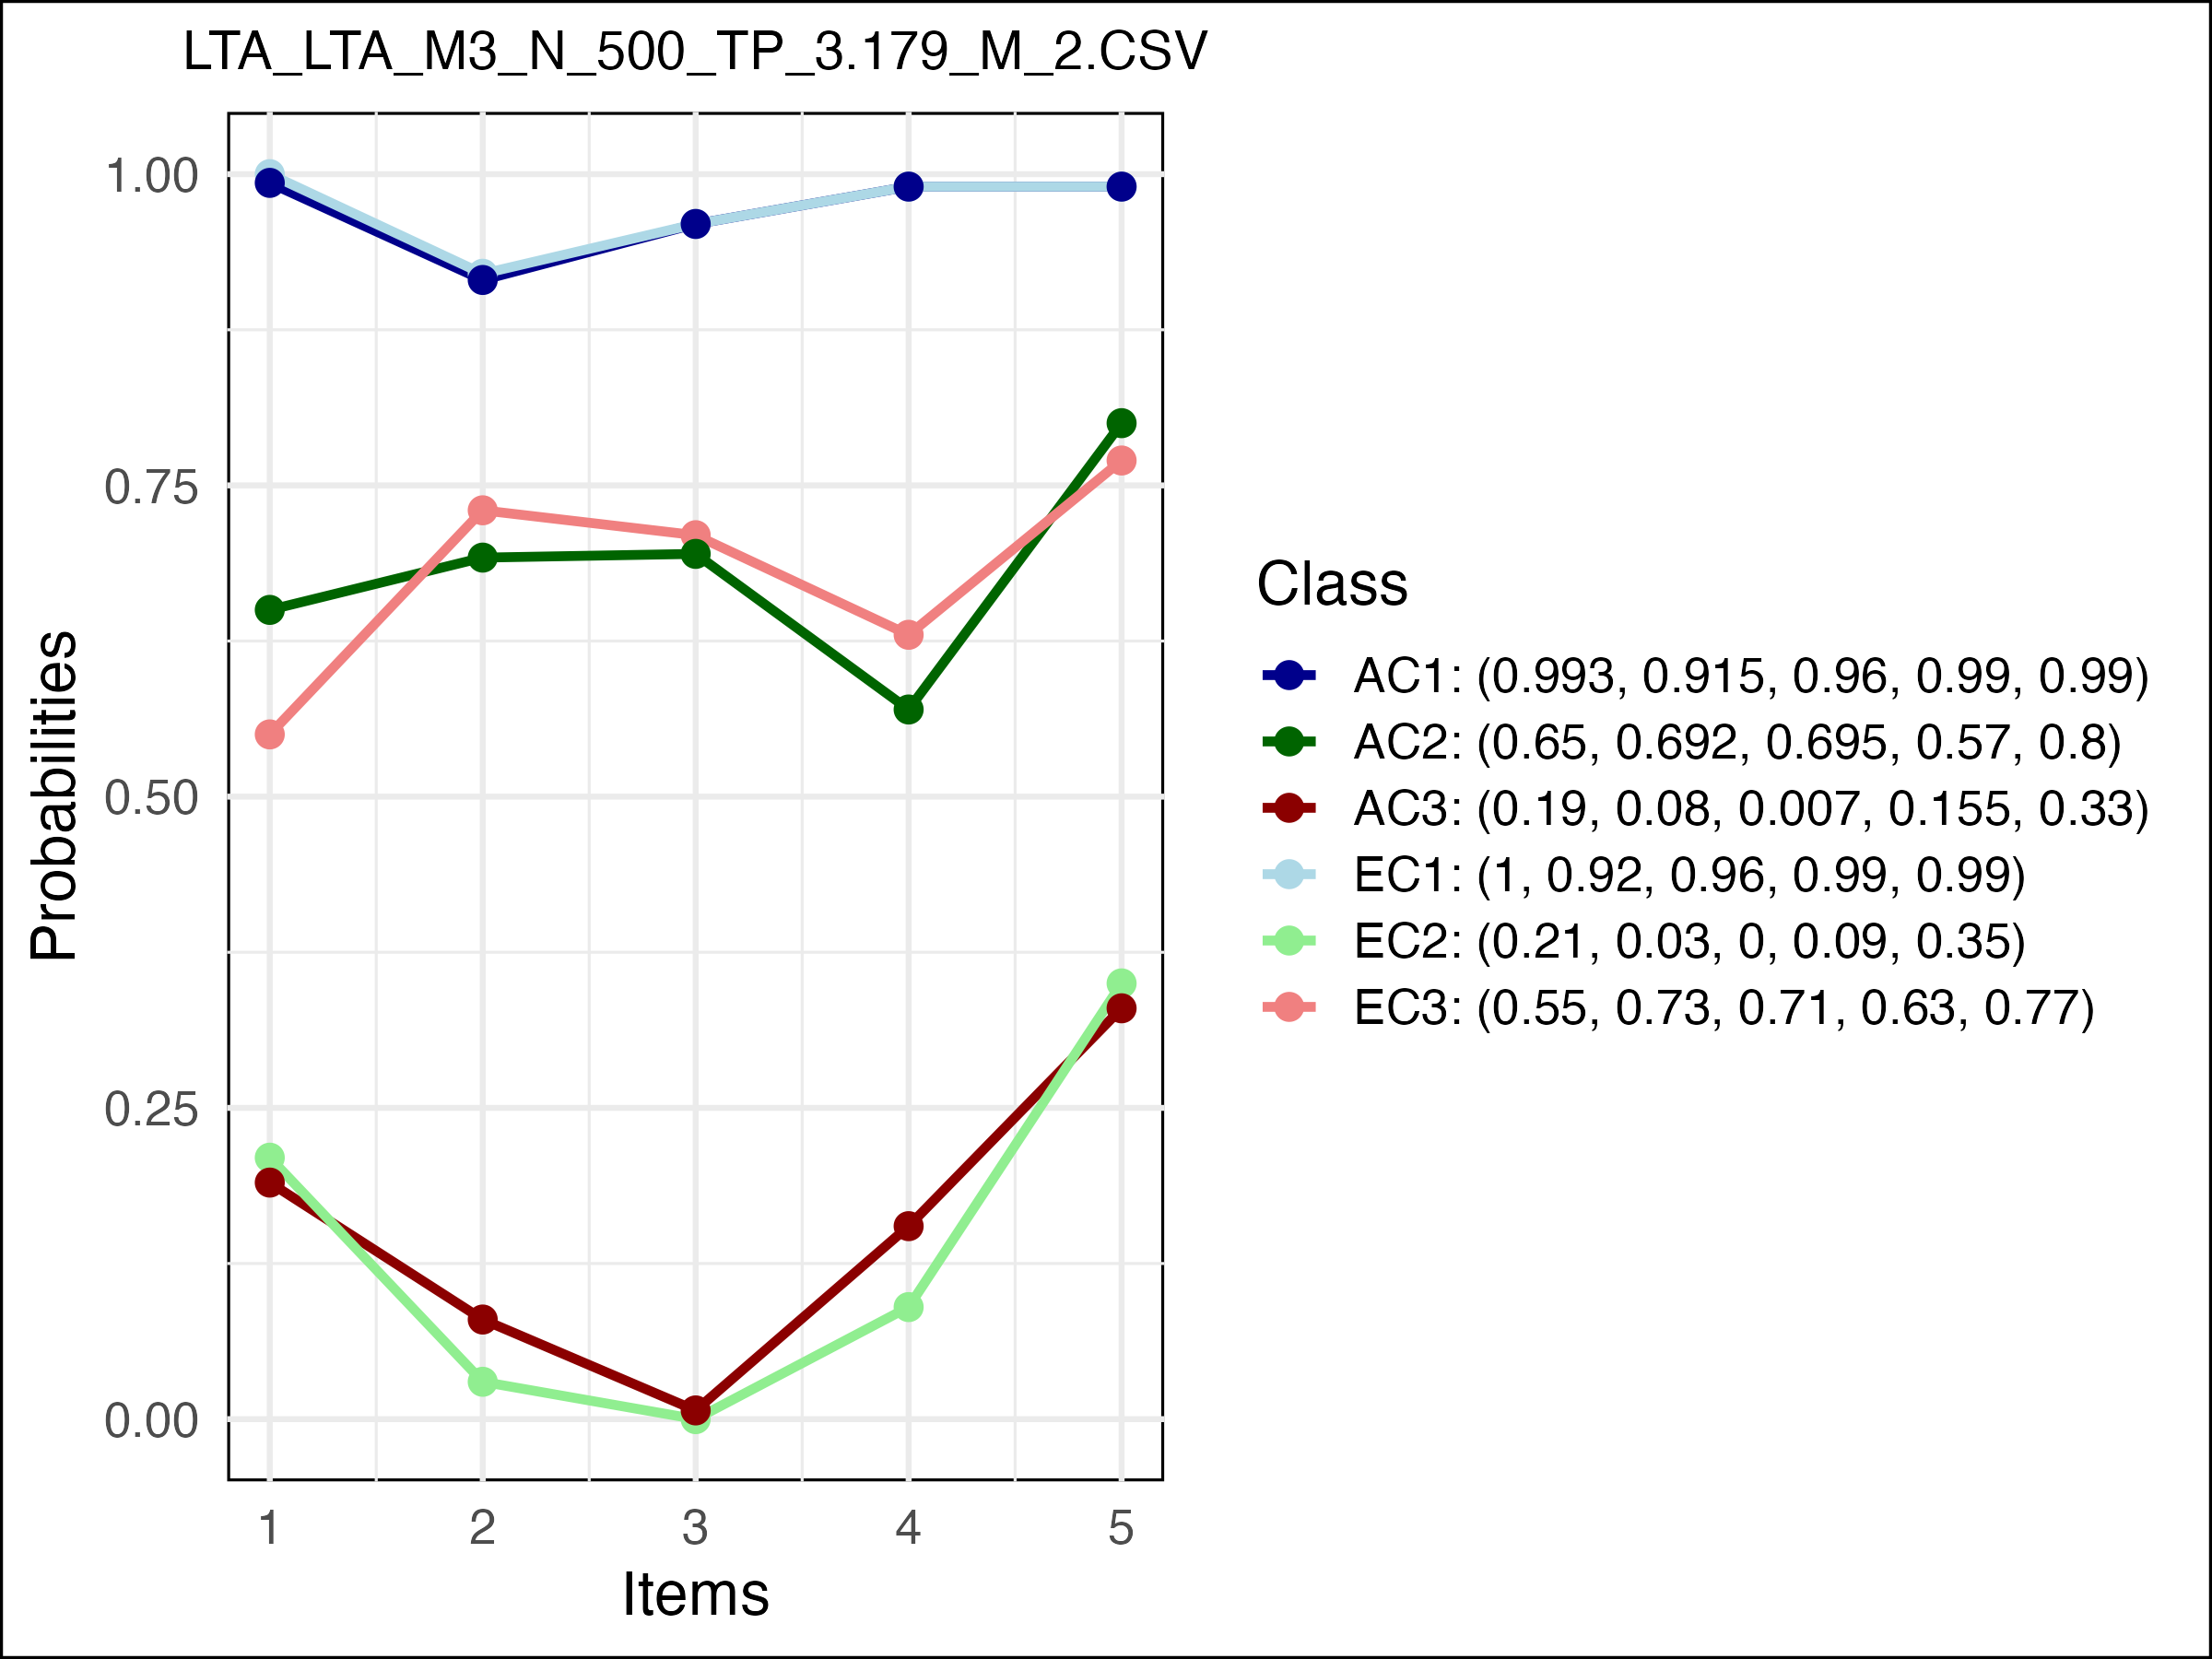 LTA_LTA_M3_N_500_TP_3.179_M_2.CSV
1.00
0.75
0.50
0.25
0.00
Probabilities
1 2 3 4 5
Items
Class
AC1: (0.993, 0.915, 0.96, 0.99, 0.99)
AC2: (0.65, 0.692, 0.695, 0.57, 0.8)
AC3: (0.19, 0.08, 0.007, 0.155, 0.33)
EC1: (1, 0.92, 0.96, 0.99, 0.99)
EC2: (0.21, 0.03, 0, 0.09, 0.35)
EC3: (0.55, 0.73, 0.71, 0.63, 0.77)